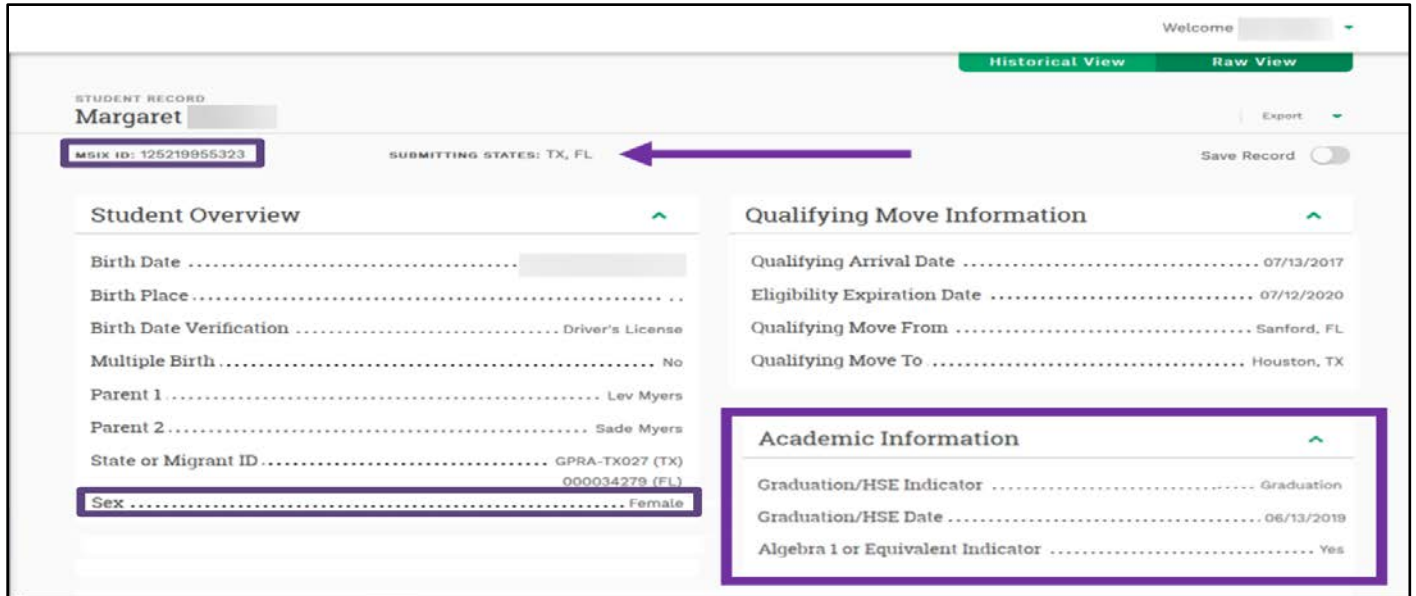 Welcome
Historical View Raw View
STUDENT RECORD
Margaret
Export
MSIX ID: 125219955323 SUBMITTING STATES: TX, FL
Save Record
Student Overview
Birth Date ........................................
Birth Place ........................................ . .
Birth Date Verification ........................................ Driver's License
Multiple Birth ........................................ No
Parent 1 ........................................ Lev Myers
Parent 2 ........................................ Sade Myers
State or Migrant ID ........................................ GPRA-TX027 (TX)
000034279 (FL)
Sex ........................................ Female
Qualifying Move Information
Qualifying Arrival Date ........................................ 07/13/2017
Eligibility Expiration Date ........................................ 07/12/2020
Qualifying Move From ........................................ Sanford, FL
Qualifying Move To ........................................ Houston, TX
Academic Information
Graduation/HSE Indicator ........................................ Graduation
Graduation/HSE Date ........................................ 06/13/2019
Algebra 1 or Equivalent Indicator ........................................ Yes